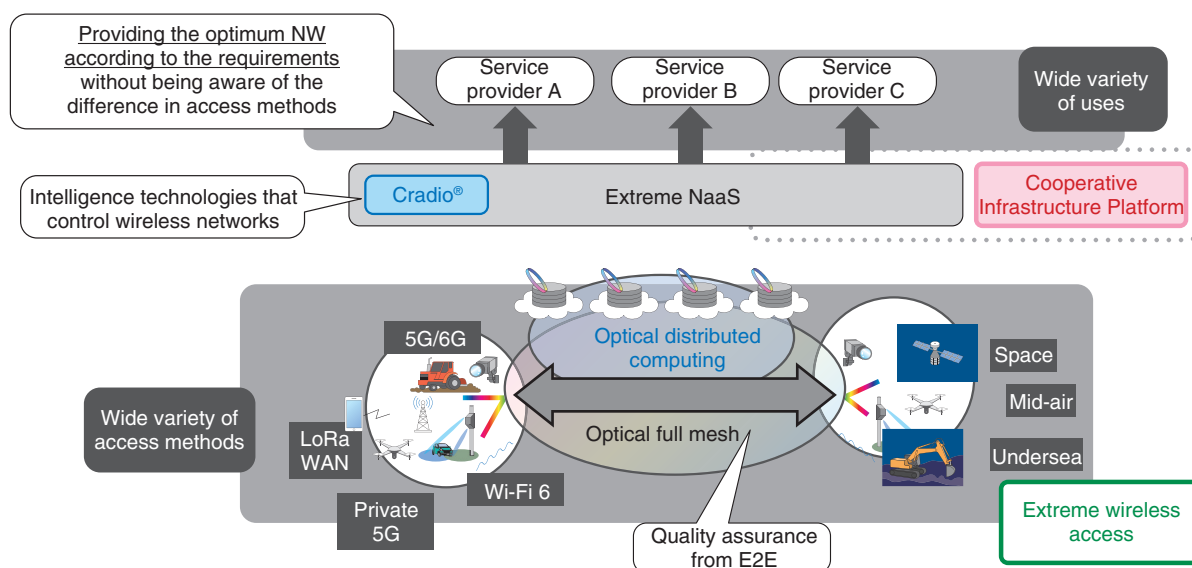 Providing the optimum NW
according to the requirements
without being aware of the
difference in access methods
Service
provider A
Service
provider B
Service
provider C
Wide variety
of uses
Intelligence technologies that
control wireless networks
Cradio®
Extreme NaaS
Cooperative
Infrastructure Platform
Wide variety of
access methods
5G/6G
LoRa
WAN
Private
5G
Wi-Fi 6
Optical distributed
computing
Optical full mesh
Quality assurance
from E2E
Space
Mid-air
Undersea
Extreme wireless
access